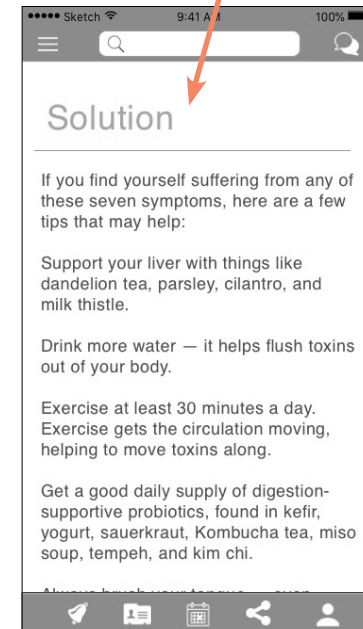 Sketch 9:41 AM 100%
Solution
If you find yourself suffering from any of
these seven symptoms, here are a few
tips that may help:
Support your liver with things like
dandelion tea, parsley, cilantro, and
milk thistle.
Drink more water — it helps flush toxins
out of your body.
Exercise at least 30 minutes a day.
Exercise gets the circulation moving,
helping to move toxins along.
Get a good daily supply of digestion-
supportive probiotics, found in kefir,
yogurt, sauerkraut, Kombucha tea, miso
soup, tempeh, and kim chi.
Always brush your tongue